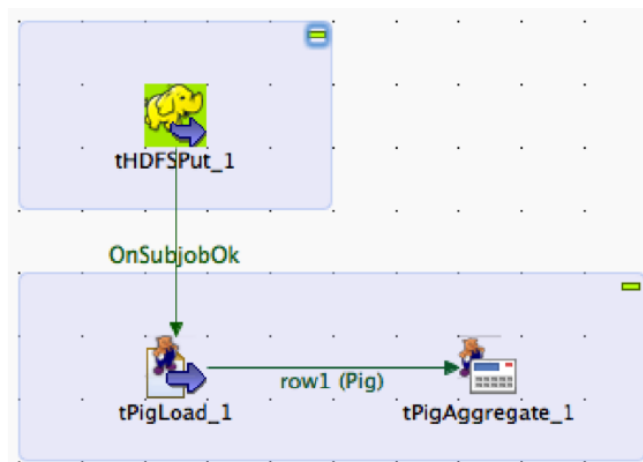 tHDFSPut_1
OnSubjobOk
row1 (Pig)
tPigLoad_1
tPigAggregate_1